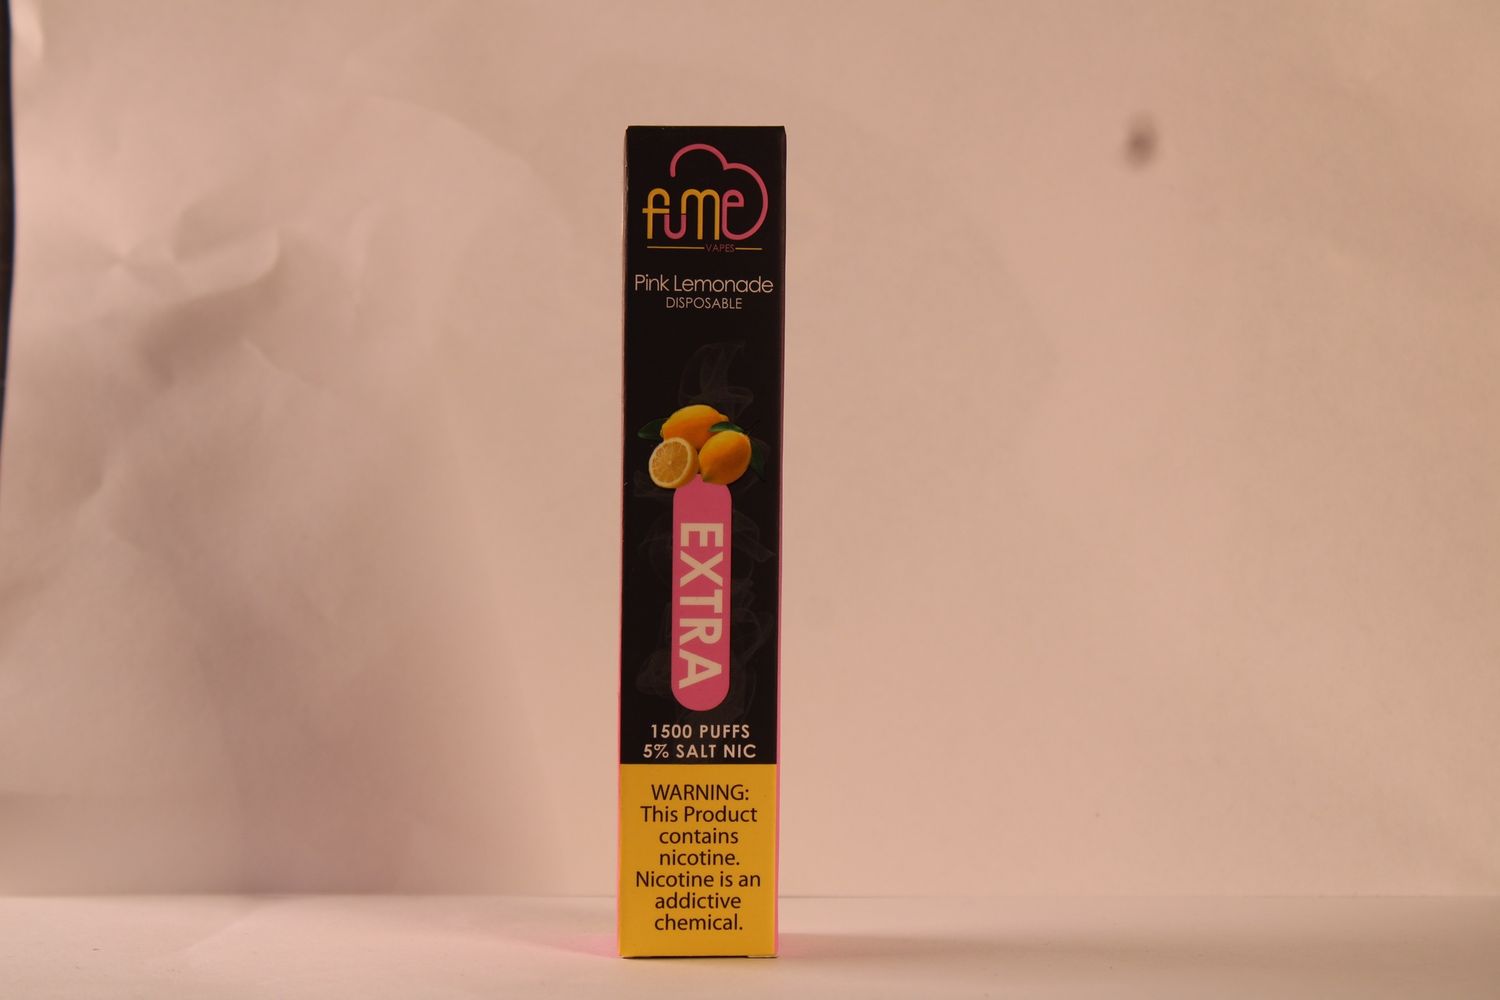 fume
VAPES
Pink Lemonade
DISPOSABLE
EXTRA
1500 PUFFS
5% SALT NIC
WARNING:
This Product
contains
nicotine.
Nicotine is an
addictive
chemical.